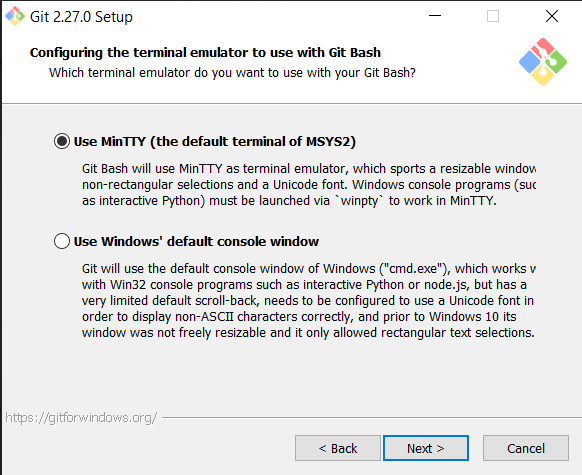 Git 2.27.0 Setup
Configuring the terminal emulator to use with Git Bash
Which terminal emulator do you want to use with your Git Bash?
Use MinTTY (the default terminal of MSYS2)
Git Bash will use MinTTY as terminal emulator, which sports a resizable window
non-rectangular selections and a Unicode font. Windows console programs (suc
as interactive Python) must be launched via `winpty` to work in MinTTY.
Use Windows' default console window
Git will use the default console window of Windows ("cmd.exe"), which works w
with Win32 console programs such as interactive Python or node.js, but has a
very limited default scroll-back, needs to be configured to use a Unicode font in
order to display non-ASCII characters correctly, and prior to Windows 10 its
window was not freely resizable and it only allowed rectangular text selections.
https://gitforwindows.org/
< Back
Next >
Cancel